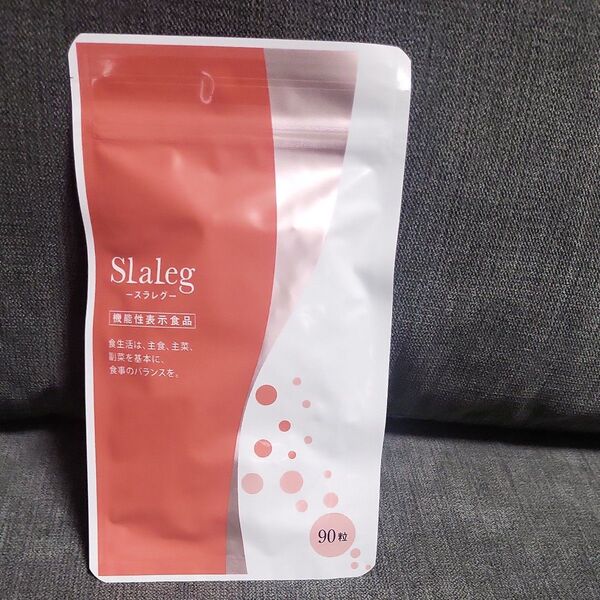 Slaleg
-スラレグ-
機能性表示食品
食生活は、主食、主菜、
副菜を基本に、
食事のバランスを。
90粒